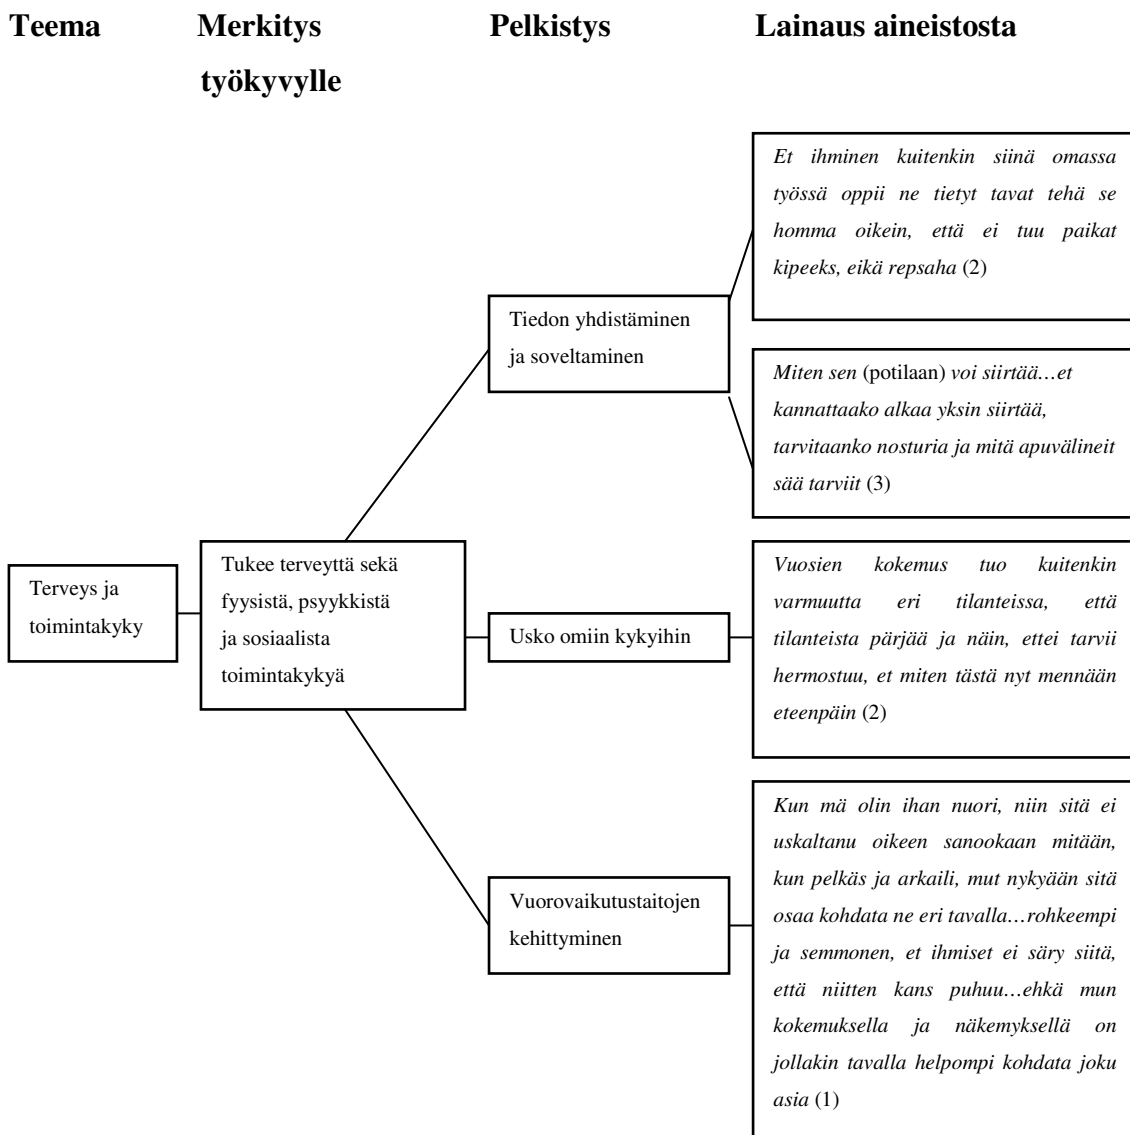 Teema Merkitys Pelkistys Lainaus aineistosta
työkyvylle
Et ihminen kuitenkin siinä omassa
työssä oppii ne tietyt tavat tehä se
homma oikein, että ei tuu paikat
kipeeks, eikä repsaha (2)
Tiedon yhdistäminen
ja soveltaminen
Miten sen (potilaan) voi siirtää…et
kannattaako alkaa yksin siirtää,
tarvitaanko nosturia ja mitä apuvälineit
sää tarviit (3)
Terveys ja
toimintakyky
Tukee terveyttä sekä
fyysistä, psyykkistä
ja sosiaalista
toimintakykyä
Usko omiin kykyihin
Vuosien kokemus tuo kuitenkin
varmuutta eri tilanteissa, että
tilanteista pärjää ja näin, ettei tarvii
hermostuu, et miten tästä nyt mennään
eteenpäin (2)
Vuorovaikutustaitojen
kehittyminen
Kun mä olin ihan nuori, niin sitä ei
uskaltanu oikeen sanookaan mitään,
kun pelkäs ja arkaili, mut nykyään sitä
osaa kohdata ne eri tavalla…rohkeempi
ja semmonen, et ihmiset ei säry siitä,
että niitten kans puhuu…ehkä mun
kokemuksella ja näkemyksellä on
jollakin tavalla helpompi kohdata joku
asia (1)